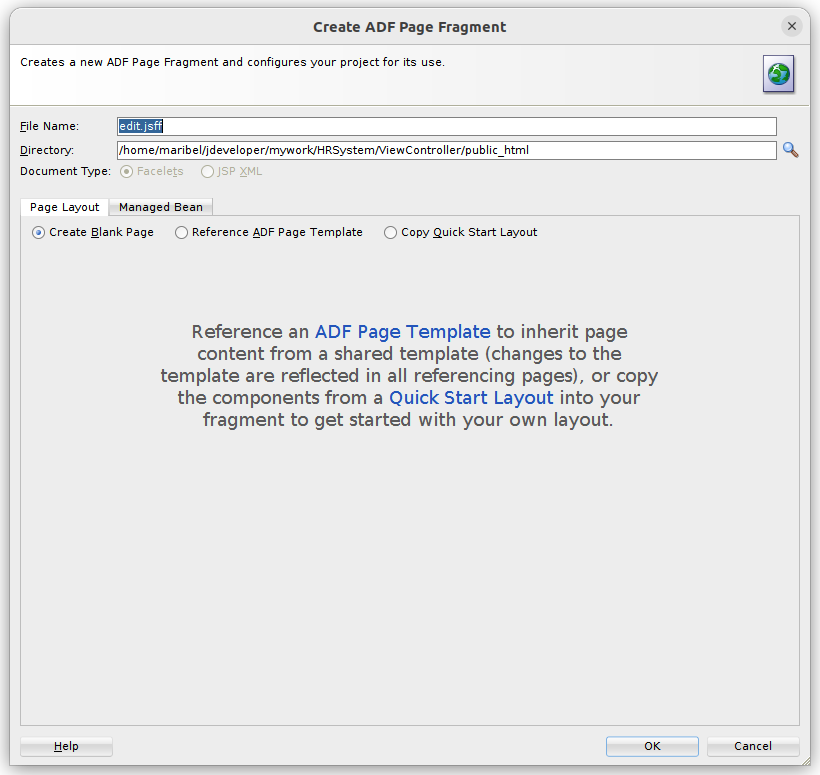 Create ADF Page Fragment
Creates a new ADF Page Fragment and configures your project for its use.
File Name: edit.jsff
Directory: /home/maribel/jdeveloper/mywork/HRSystem/ViewController/public_html
Document Type: Facelets JSP XML
Page Layout Managed Bean
Create Blank Page Reference ADF Page Template Copy Quick Start Layout
Reference an ADF Page Template to inherit page
content from a shared template (changes to the
template are reflected in all referencing pages), or copy
the components from a Quick Start Layout into your
fragment to get started with your own layout.
Help OK Cancel